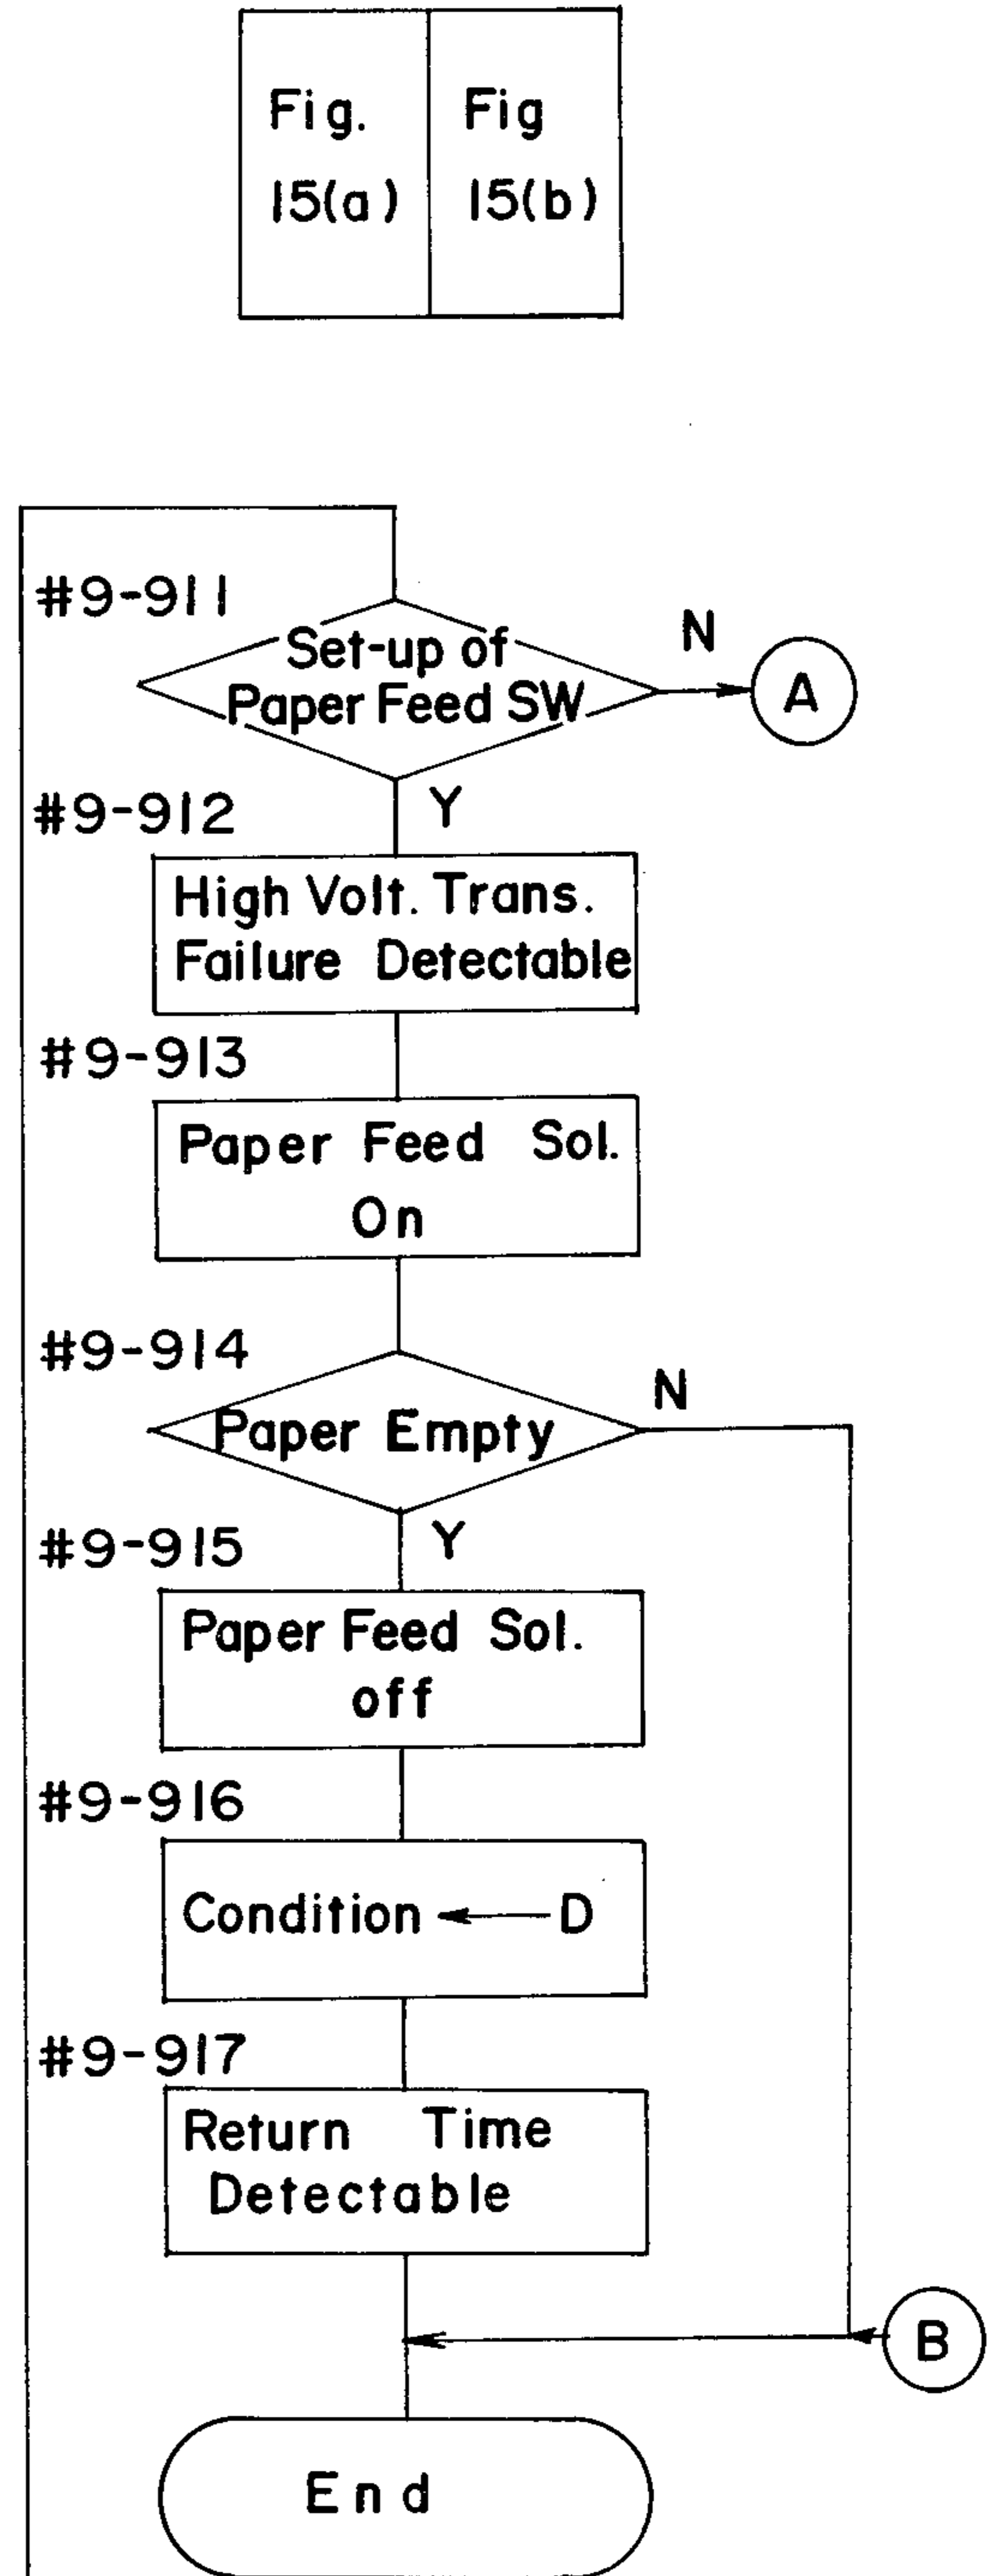 Fig.
15(a)
Fig
15(b)
#9-911
Set-up of
Paper Feed SW
N
A
Y
#9-912
High Volt. Trans.
Failure Detectable
#9-913
Paper Feed Sol.
On
#9-914
Paper Empty
N
Y
#9-915
Paper Feed Sol.
off
#9-916
Condition ← D
#9-917
Return Time
Detectable
B
End